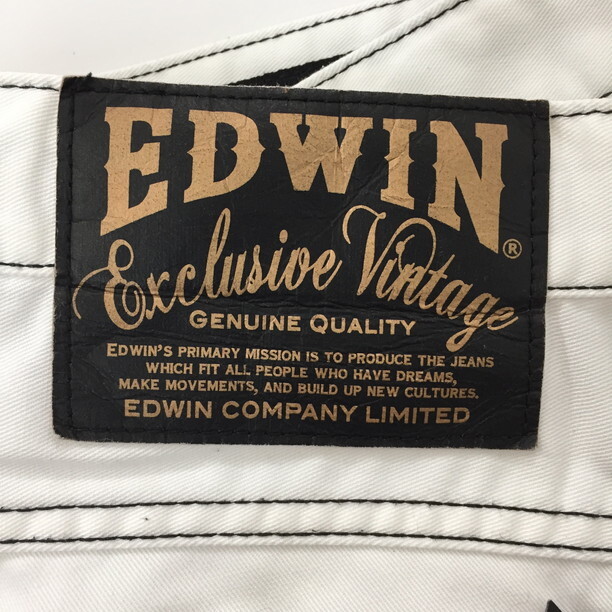 EDWIN®
Exclusive Vintage
GENUINE QUALITY
EDWIN'S PRIMARY MISSION IS TO PRODUCE THE JEANS
WHICH FIT ALL PEOPLE WHO HAVE DREAMS,
MAKE MOVEMENTS, AND BUILD UP NEW CULTURES.
EDWIN COMPANY LIMITED